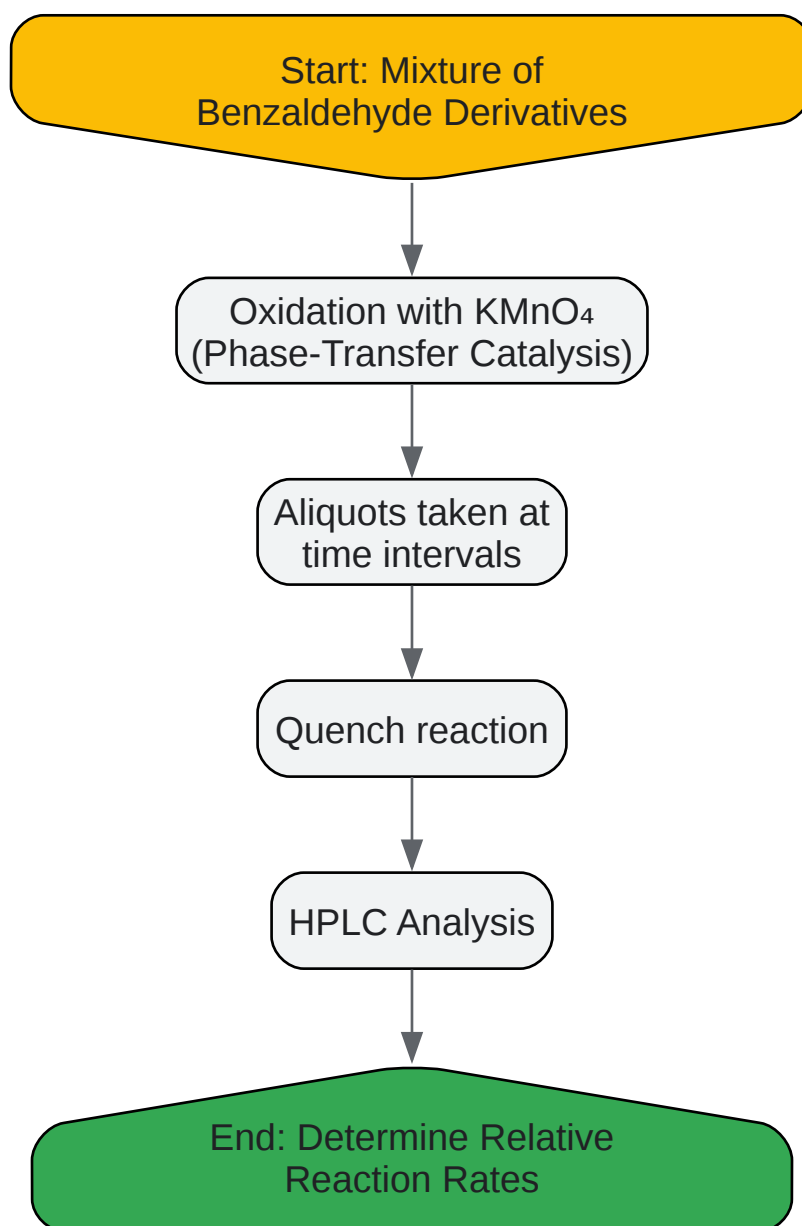 Start: Mixture of
Benzaldehyde Derivatives
Oxidation with KMnO₄
(Phase-Transfer Catalysis)
Aliquots taken at
time intervals
Quench reaction
HPLC Analysis
End: Determine Relative
Reaction Rates